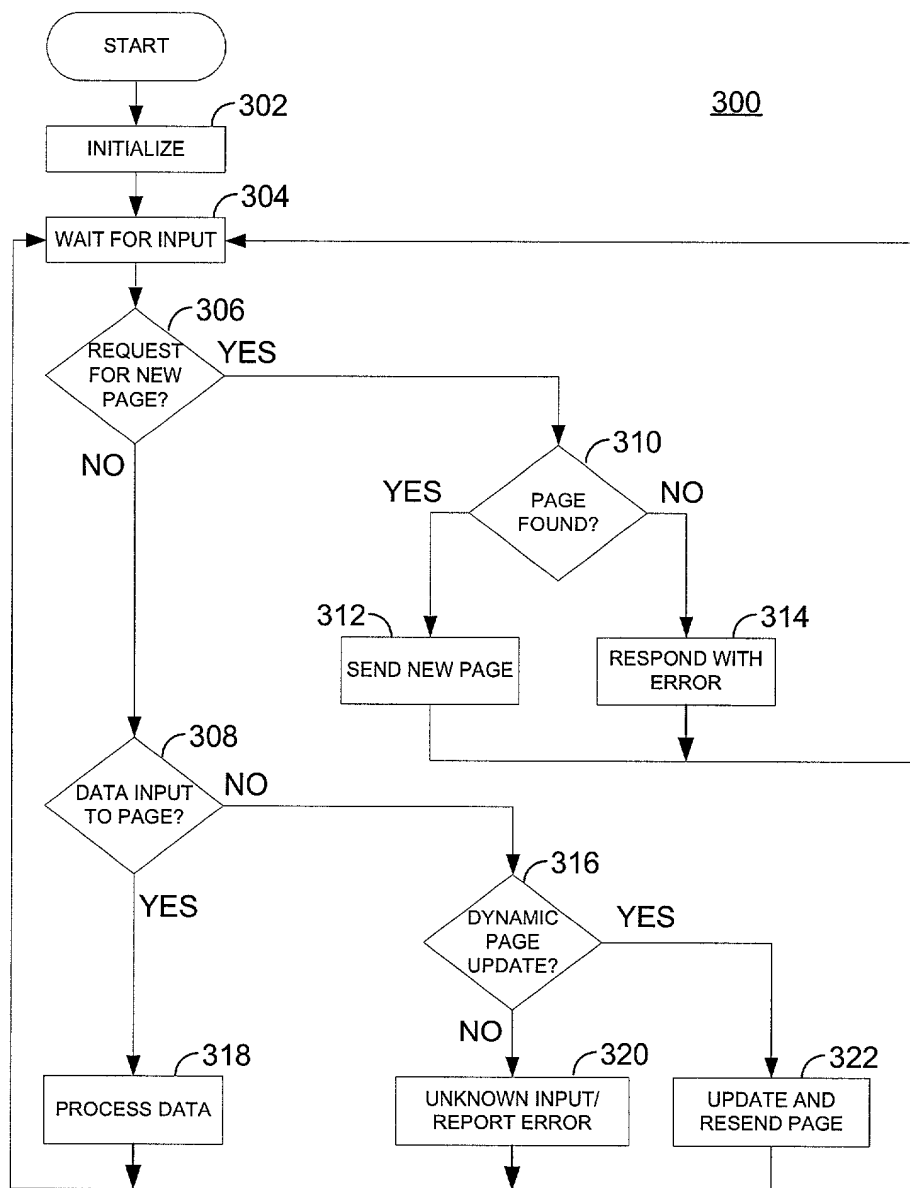 START
300
302
INITIALIZE
304
WAIT FOR INPUT
306
REQUEST
FOR NEW
PAGE?
YES
NO
310
PAGE
FOUND?
YES
NO
312
SEND NEW PAGE
314
RESPOND WITH
ERROR
308
DATA INPUT
TO PAGE?
NO
YES
316
DYNAMIC
PAGE
UPDATE?
YES
NO
318
PROCESS DATA
320
UNKNOWN INPUT/
REPORT ERROR
322
UPDATE AND
RESEND PAGE